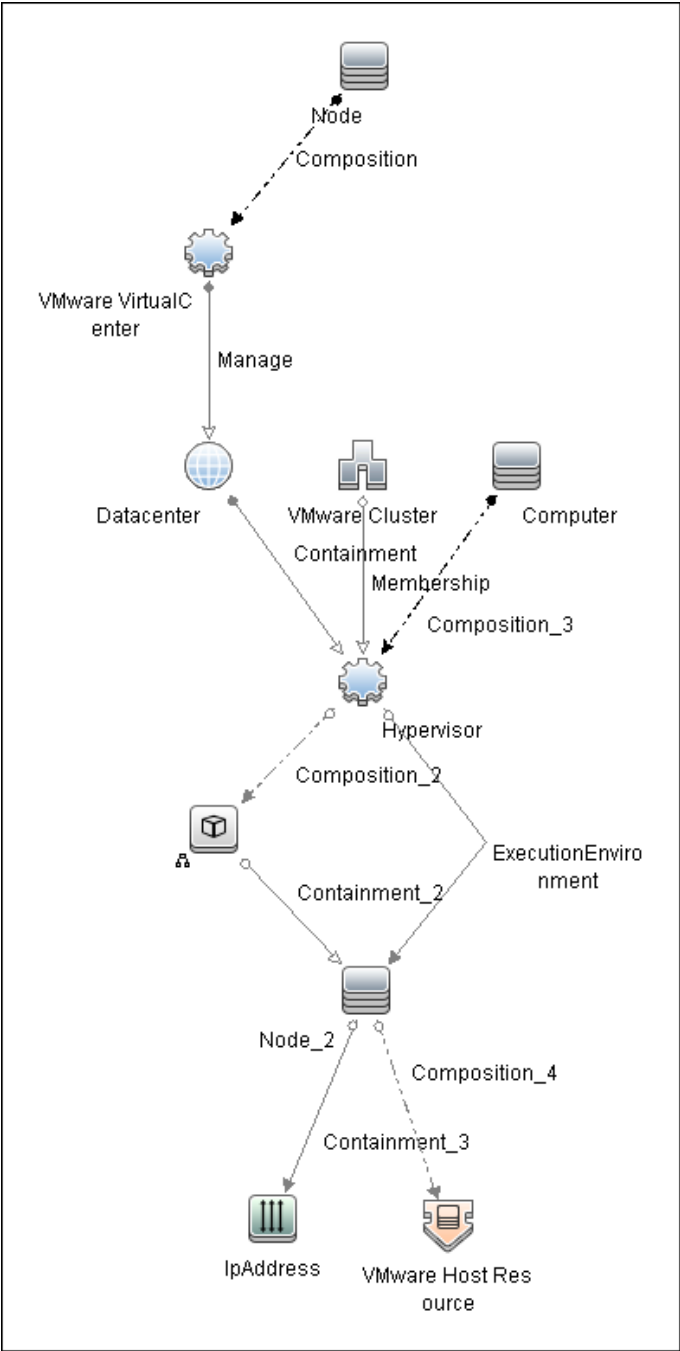 Node
Composition
VMware VirtualC
enter
Manage
Datacenter
VMware Cluster
Computer
Containment
Membership
Composition_3
Hypervisor
Composition_2
ExecutionEnviro
nment
Containment_2
Node_2
Composition_4
Containment_3
IpAddress
VMware Host Res
ource